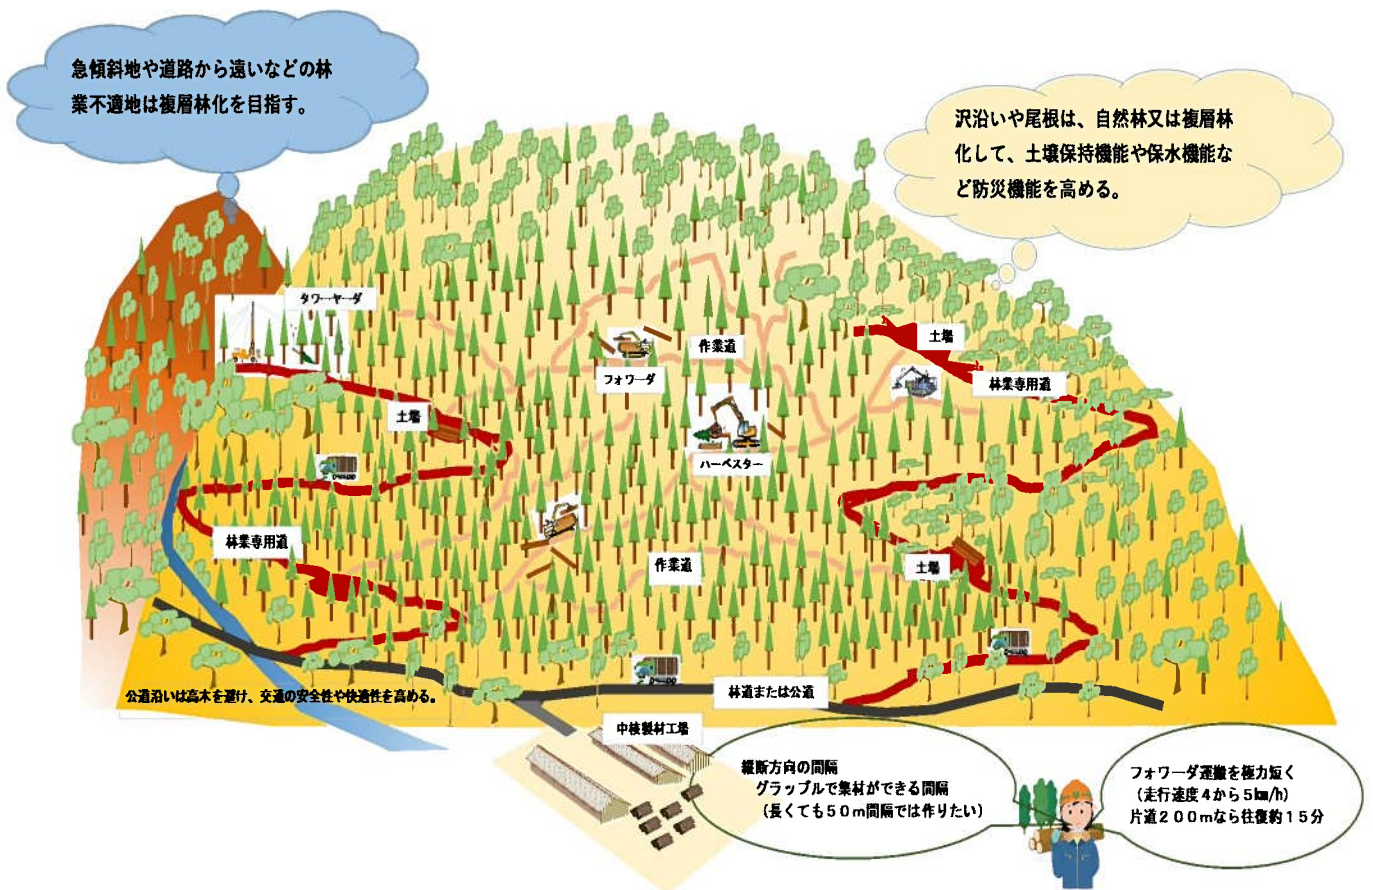 急傾斜地や道路から遠いなどの林
業不適地は複層林化を目指す。
沢沿いや尾根は、自然林又は複層林
化して、土壌保持機能や保水機能な
ど防災機能を高める。
タワーヤーダ
土場
作業道
フォワーダ
土場
林業専用道
ハーベスター
林業専用道
作業道
土場
公道沿いは高木を避け、交通の安全性や快適性を高める。
林道または公道
中核製材工場
縦断方向の間隔
グラップルで集材ができる間隔
（長くても５０ｍ間隔では作りたい）
フォワーダ運搬を極力短く
（走行速度４から５㎞/h）
片道２００ｍなら往復約１５分